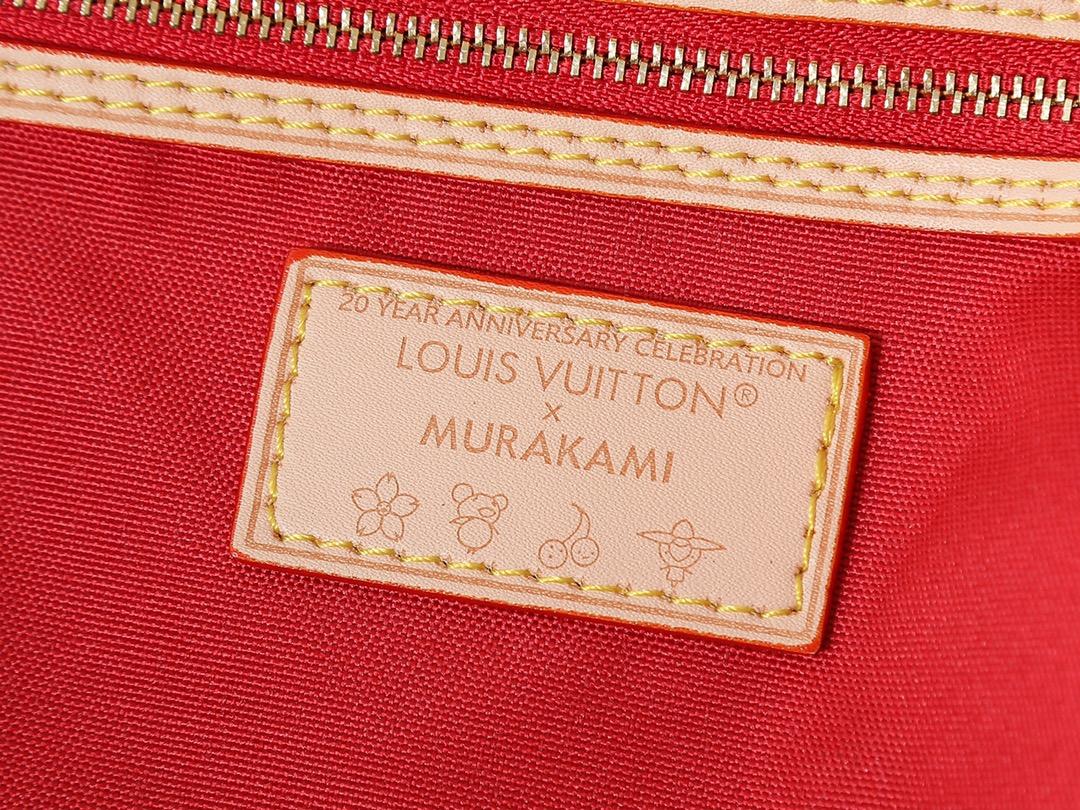 20 YEAR ANNIVERSARY CELEBRATION
LOUIS VUITTON®
×
MURAKAMI